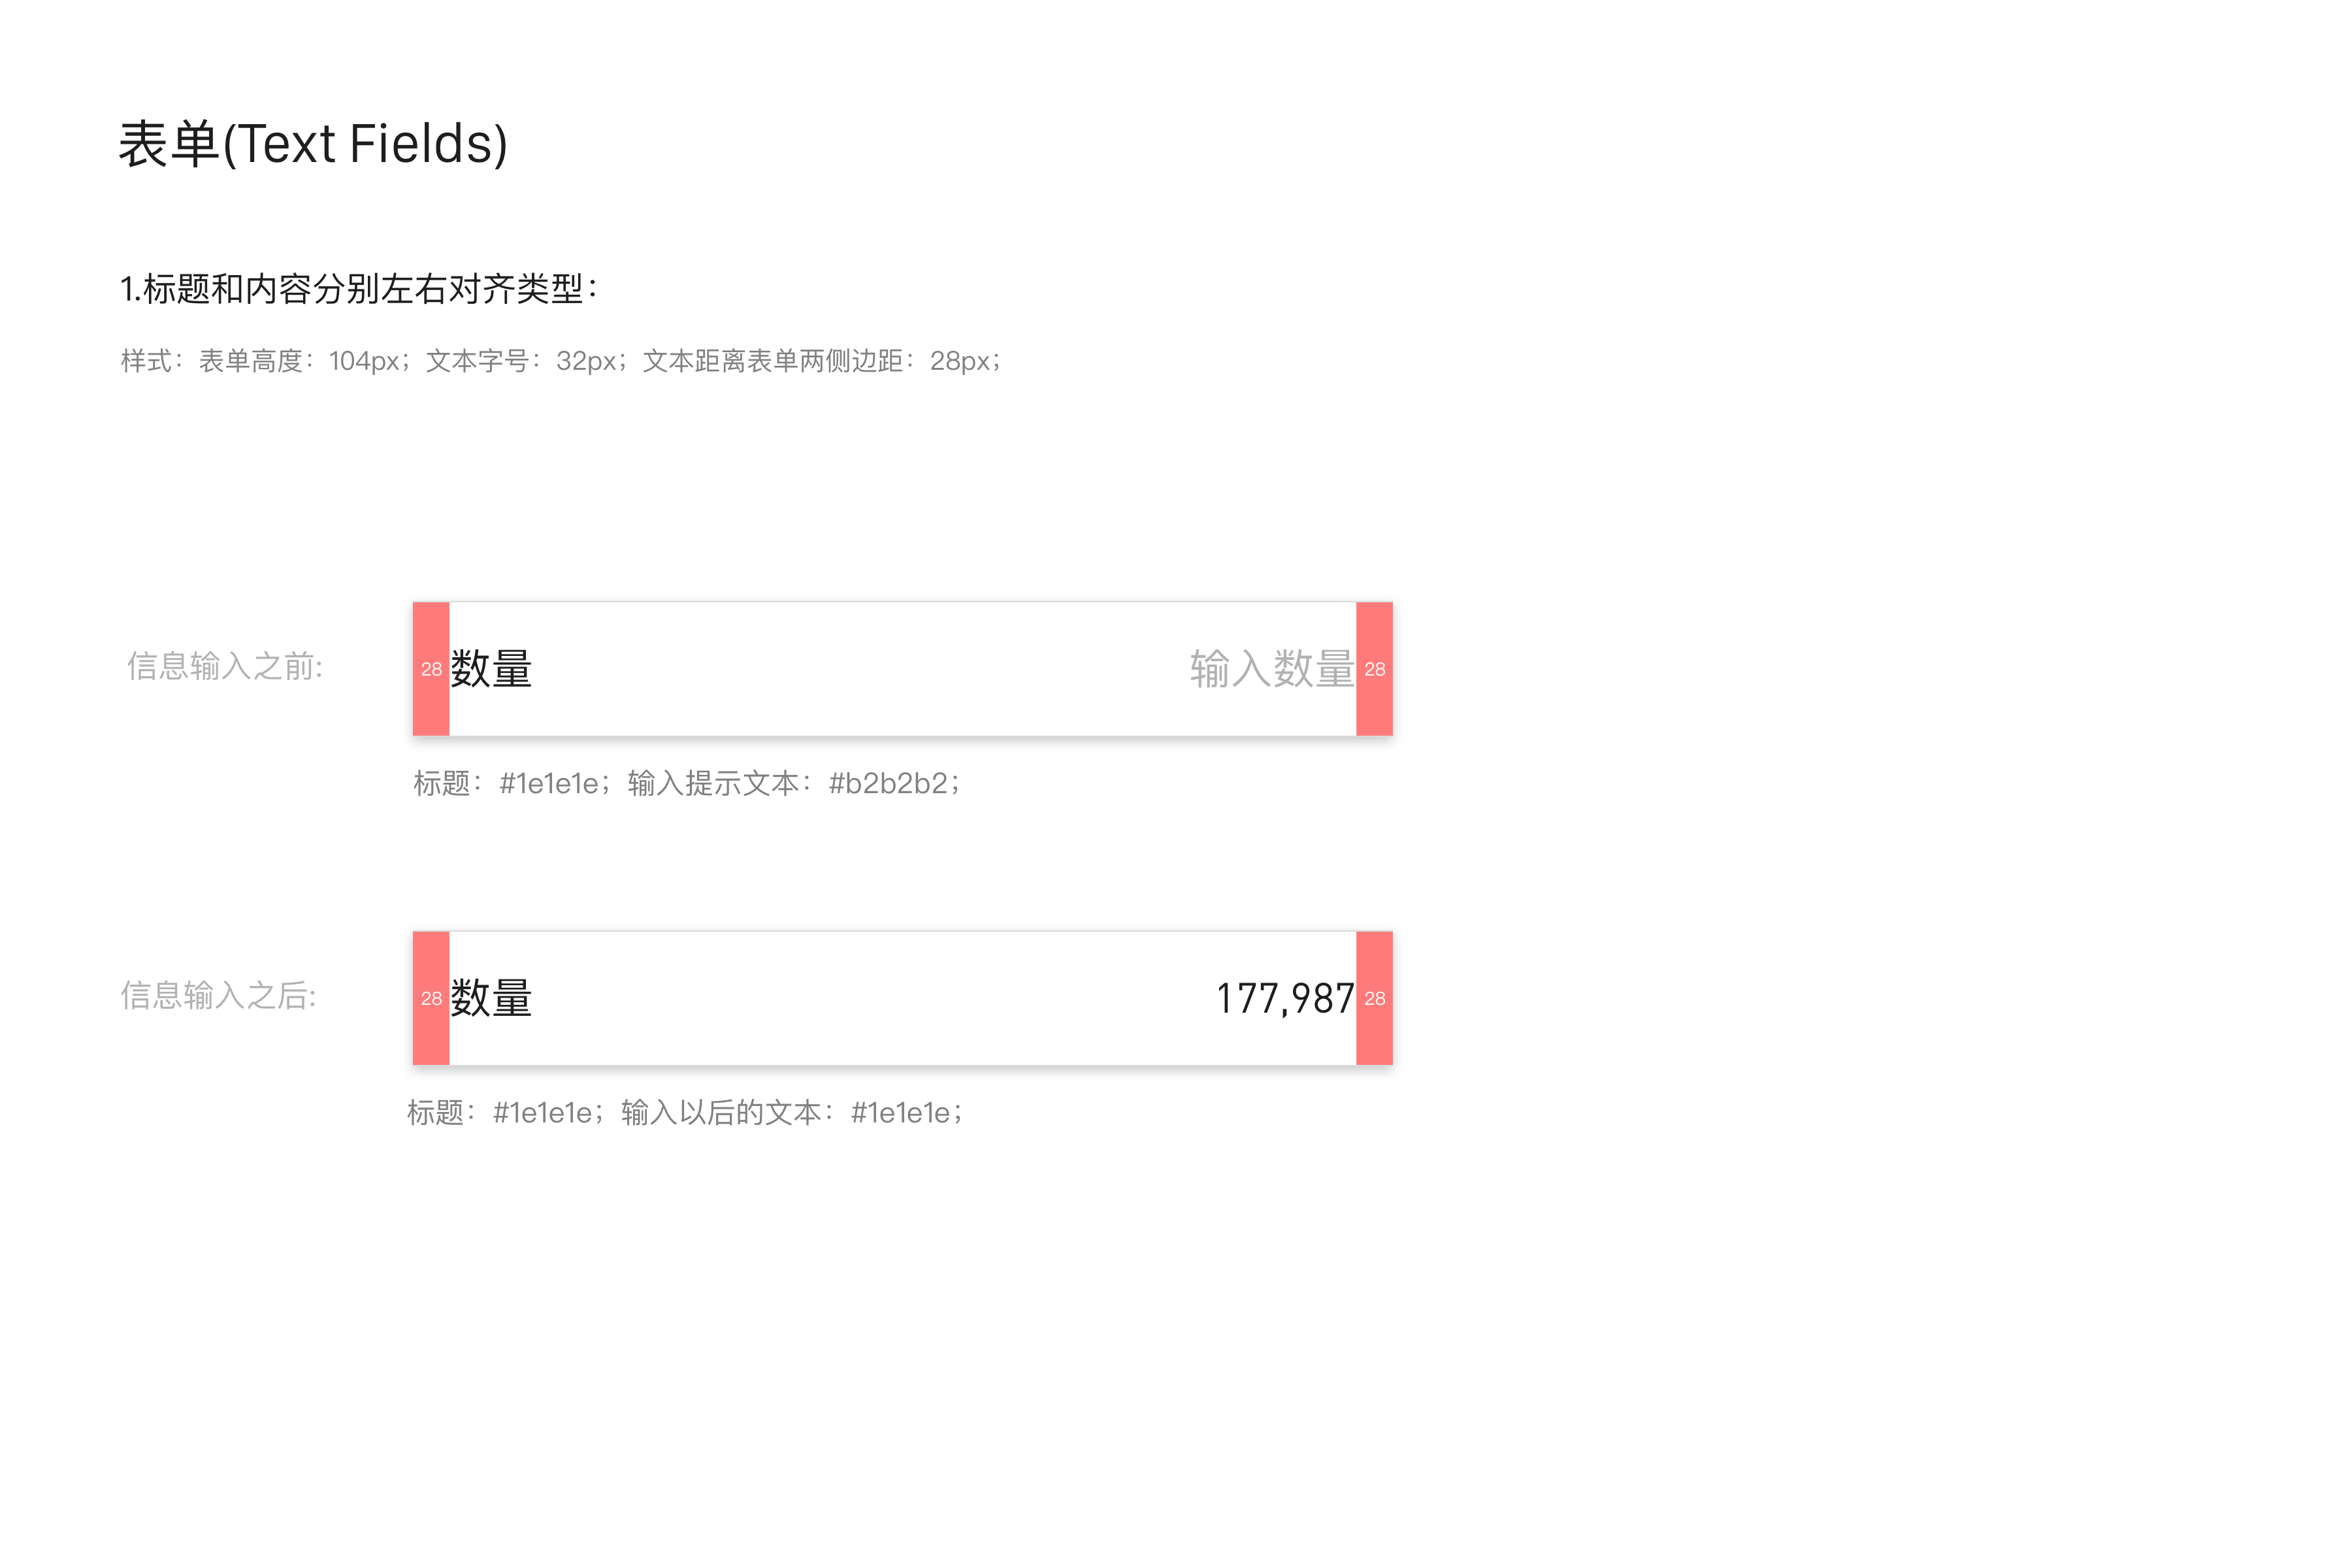 表单(Text Fields)
1.标题和内容分别左右对齐类型：
样式：表单高度：104px；文本字号：32px；文本距离表单两侧边距：28px；
信息输入之前:
28 数量 输入数量 28
标题：#1e1e1e；输入提示文本：#b2b2b2；
信息输入之后:
28 数量 177,987 28
标题：#1e1e1e；输入以后的文本：#1e1e1e；